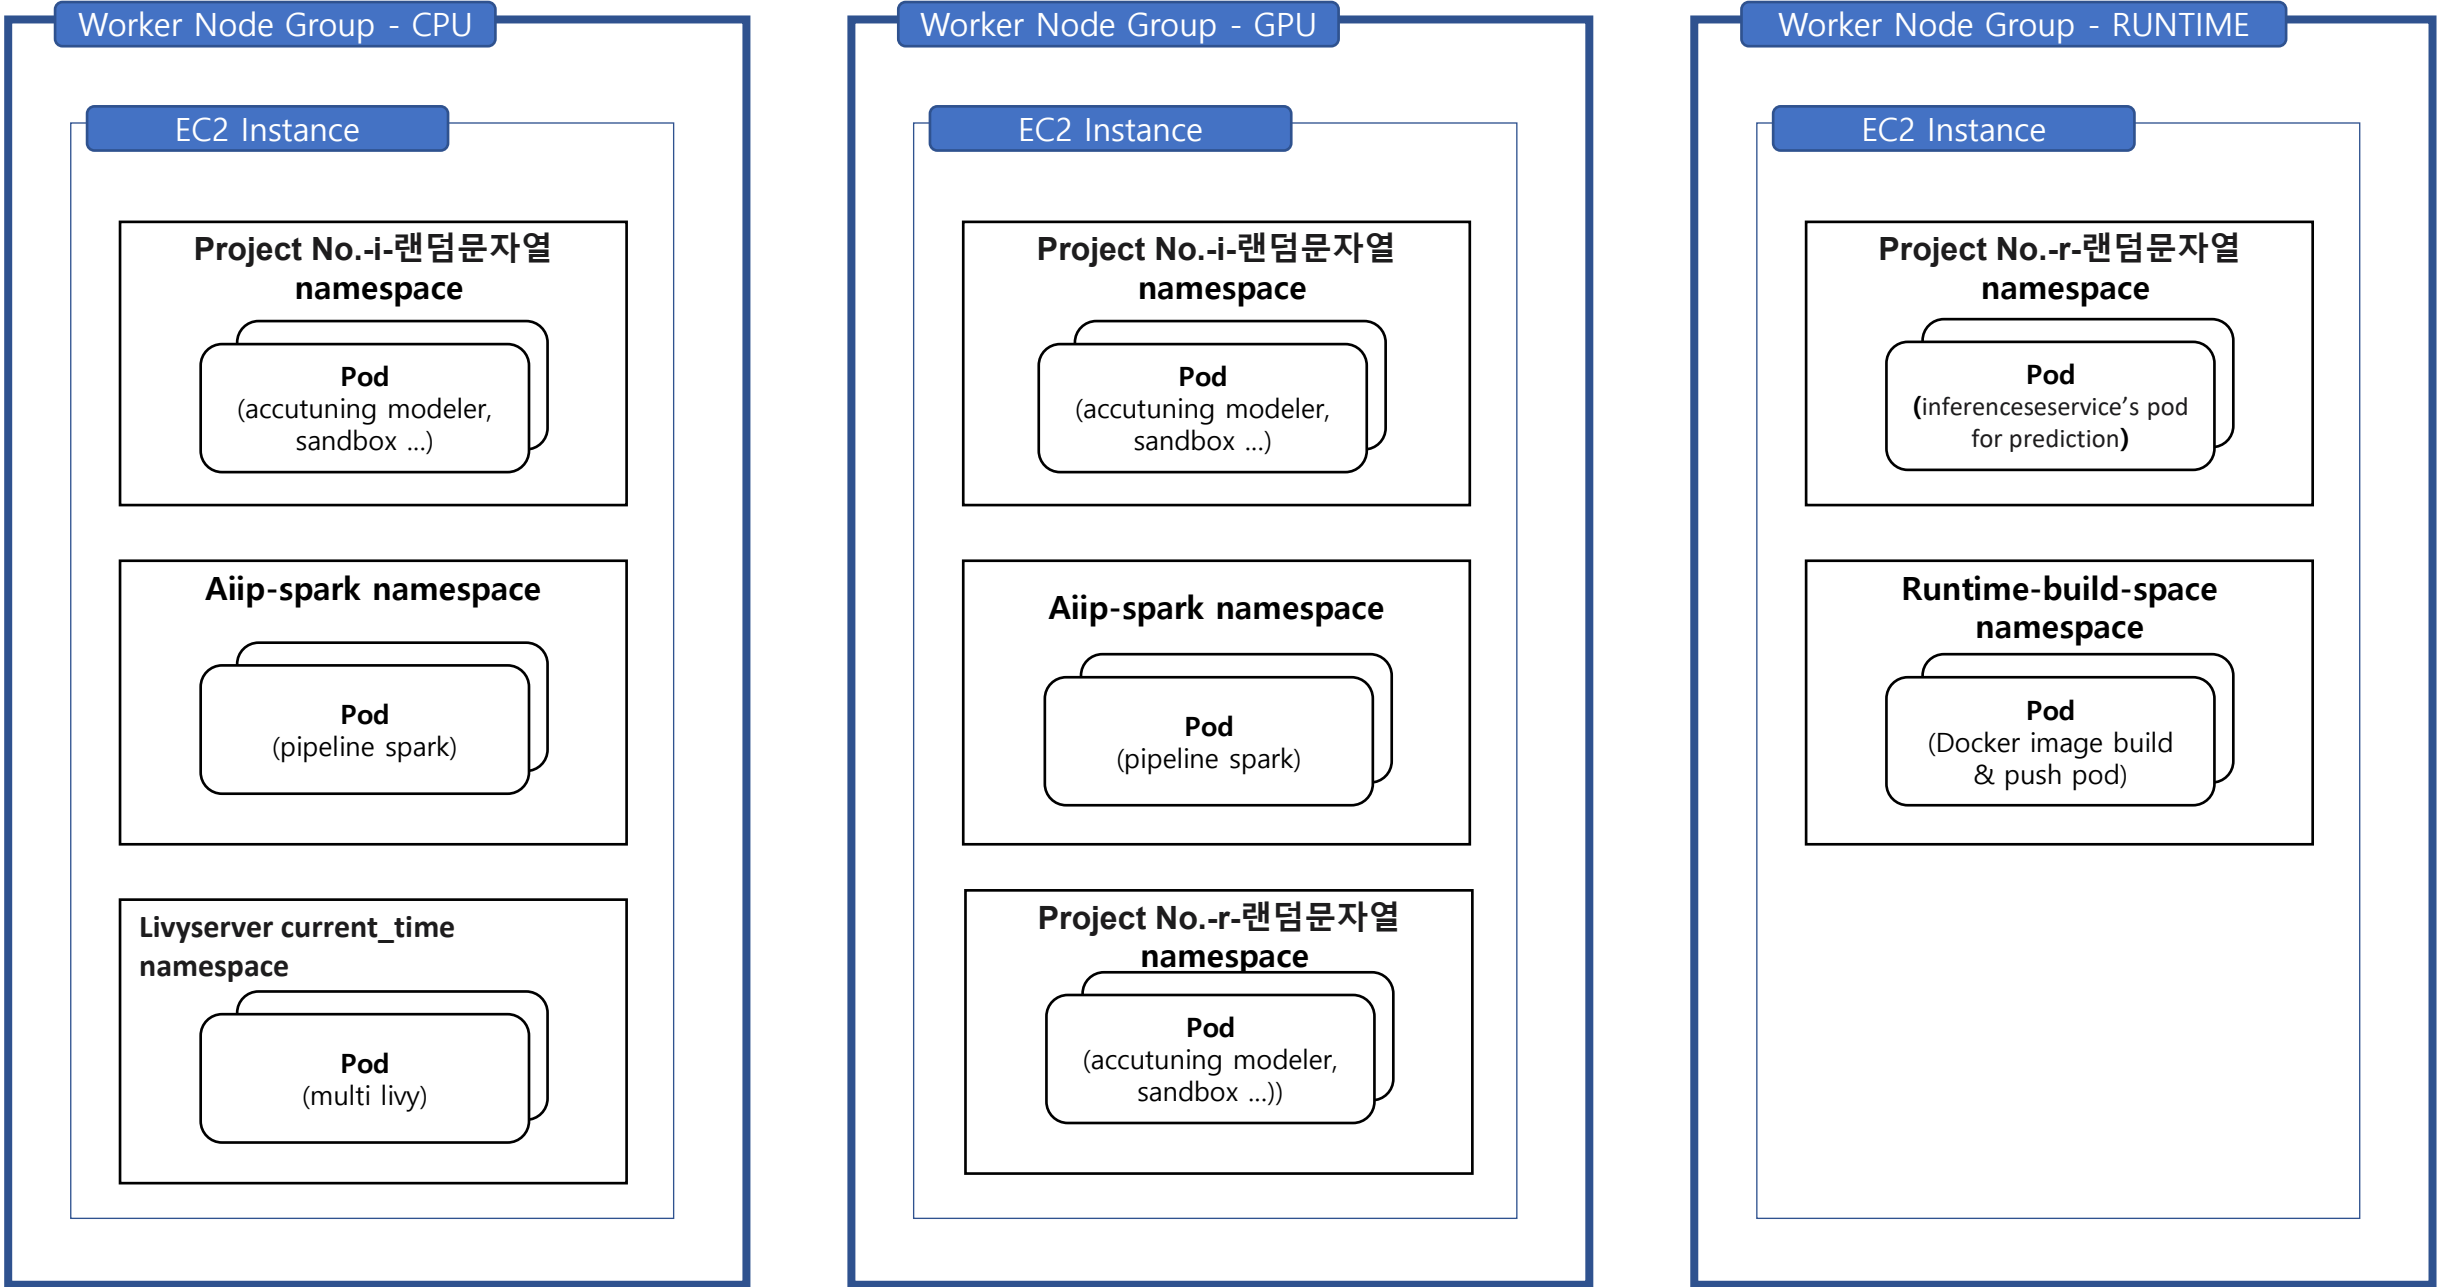 Worker Node Group - CPU
EC2 Instance
Project No.-i-랜덤문자열
namespace
Pod
(accutuning modeler,
sandbox ...)
Aiip-spark namespace
Pod
(pipeline spark)
Livyserver current_time
namespace
Pod
(multi livy)
Worker Node Group - GPU
EC2 Instance
Project No.-i-랜덤문자열
namespace
Pod
(accutuning modeler,
sandbox ...)
Aiip-spark namespace
Pod
(pipeline spark)
Project No.-r-랜덤문자열
namespace
Pod
(accutuning modeler,
sandbox ...))
Worker Node Group - RUNTIME
EC2 Instance
Project No.-r-랜덤문자열
namespace
Pod
(inferenceseservice’s pod
for prediction)
Runtime-build-space
namespace
Pod
(Docker image build
& push pod)